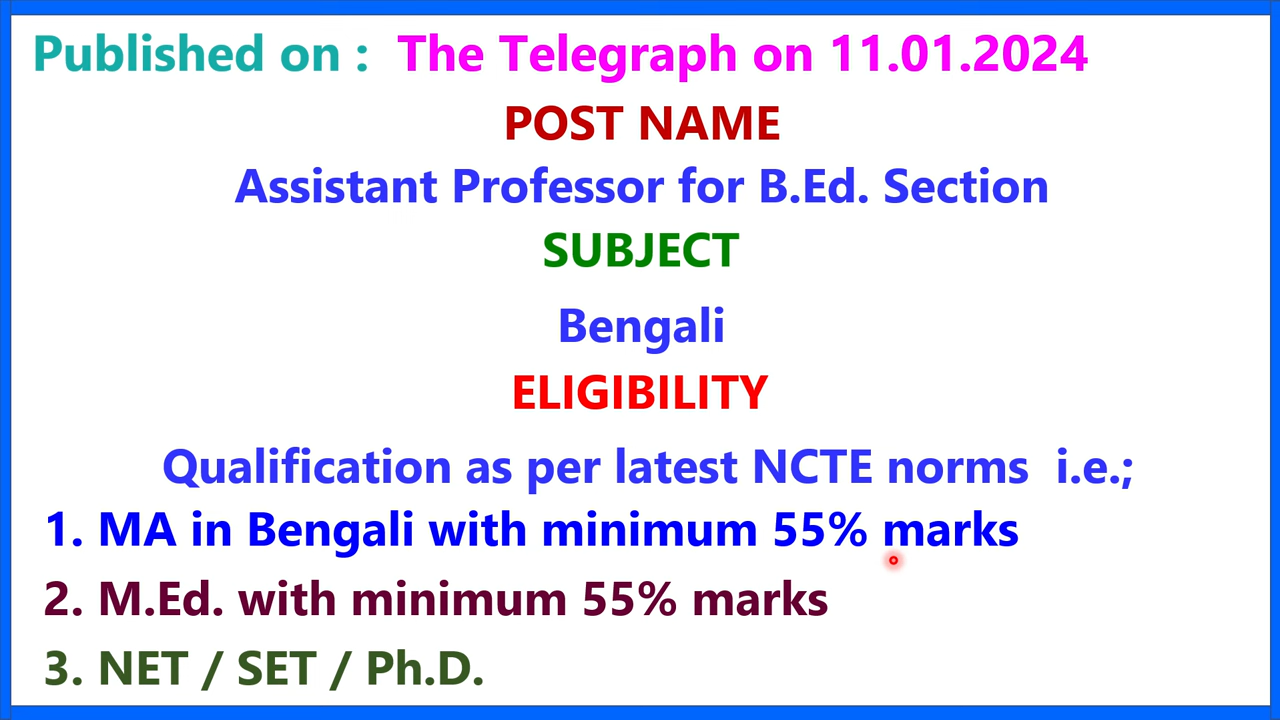 Published on :  The Telegraph on 11.01.2024
POST NAME
Assistant Professor for B.Ed. Section
SUBJECT
Bengali
ELIGIBILITY
Qualification as per latest NCTE norms  i.e.;
1. MA in Bengali with minimum 55% marks
2. M.Ed. with minimum 55% marks
3. NET / SET / Ph.D.